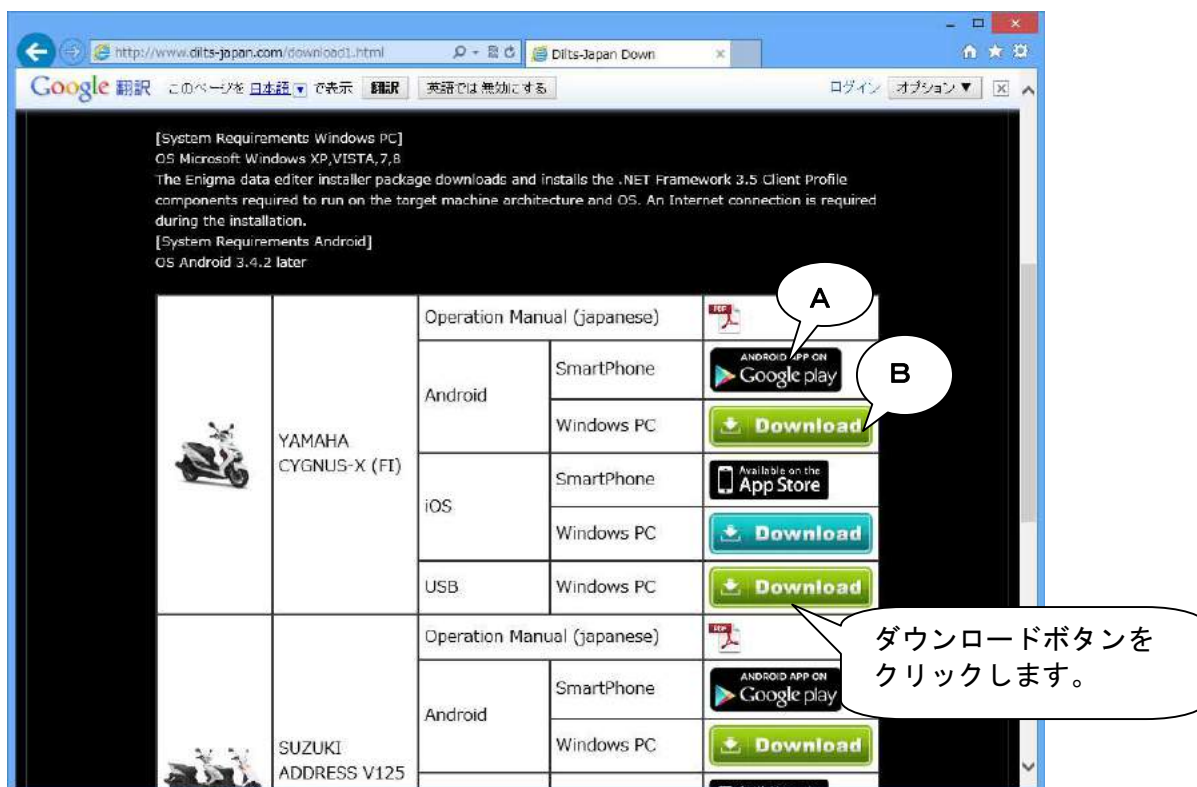 http://www.dilts-japan.com/download1.html
Dilts-Japan Down
Google 翻訳 このページを 日本語 で表示 翻訳 英語では無効にする ログイン オプション▼
[System Requirements Windows PC]
OS Microsoft Windows XP,VISTA,7,8
The Enigma data editer installer package downloads and installs the .NET Framework 3.5 Client Profile
components required to run on the target machine architecture and OS. An Internet connection is required
during the installation.
[System Requirements Android]
OS Android 3.4.2 later
A
B
YAMAHA
CYGNUS-X (FI)
Operation Manual (japanese)
PDF
Android
SmartPhone
ANDROID APP ON
Google play
Windows PC
Download
iOS
SmartPhone
Available on the
App Store
Windows PC
Download
USB
Windows PC
Download
ダウンロードボタンを
クリックします。
SUZUKI
ADDRESS V125
Operation Manual (japanese)
PDF
Android
SmartPhone
ANDROID APP ON
Google play
Windows PC
Download